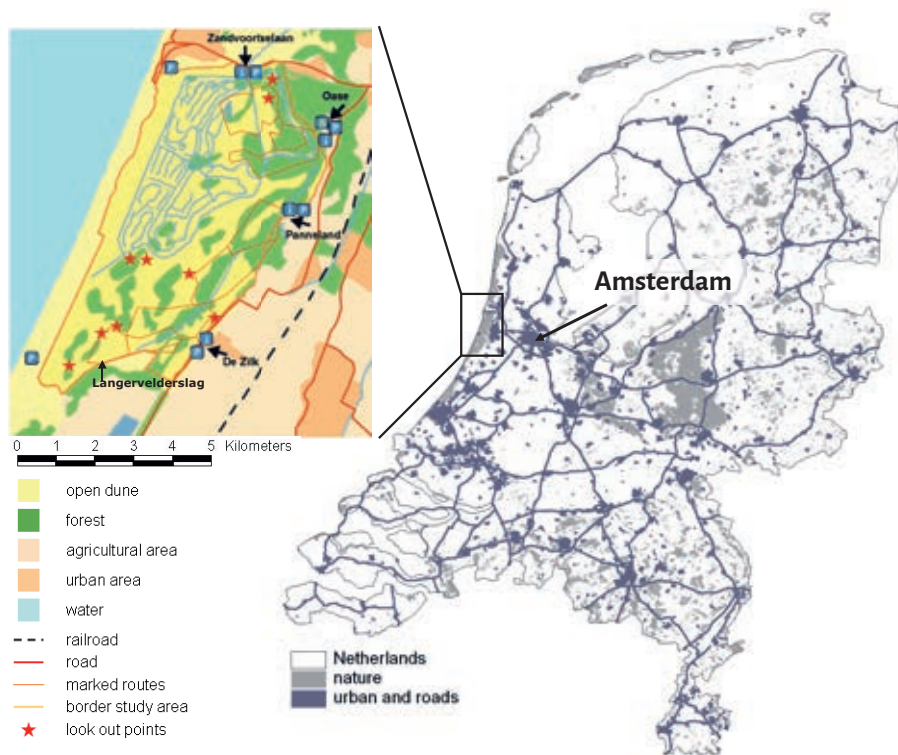 Zandvoortselaan
P
i P
Oase
i P
Panneland
De Zilk
Langervelderslag
P
0 1 2 3 4 5 Kilometers
open dune
forest
agricultural area
urban area
water
railroad
road
marked routes
border study area
look out points
Amsterdam
Netherlands
nature
urban and roads